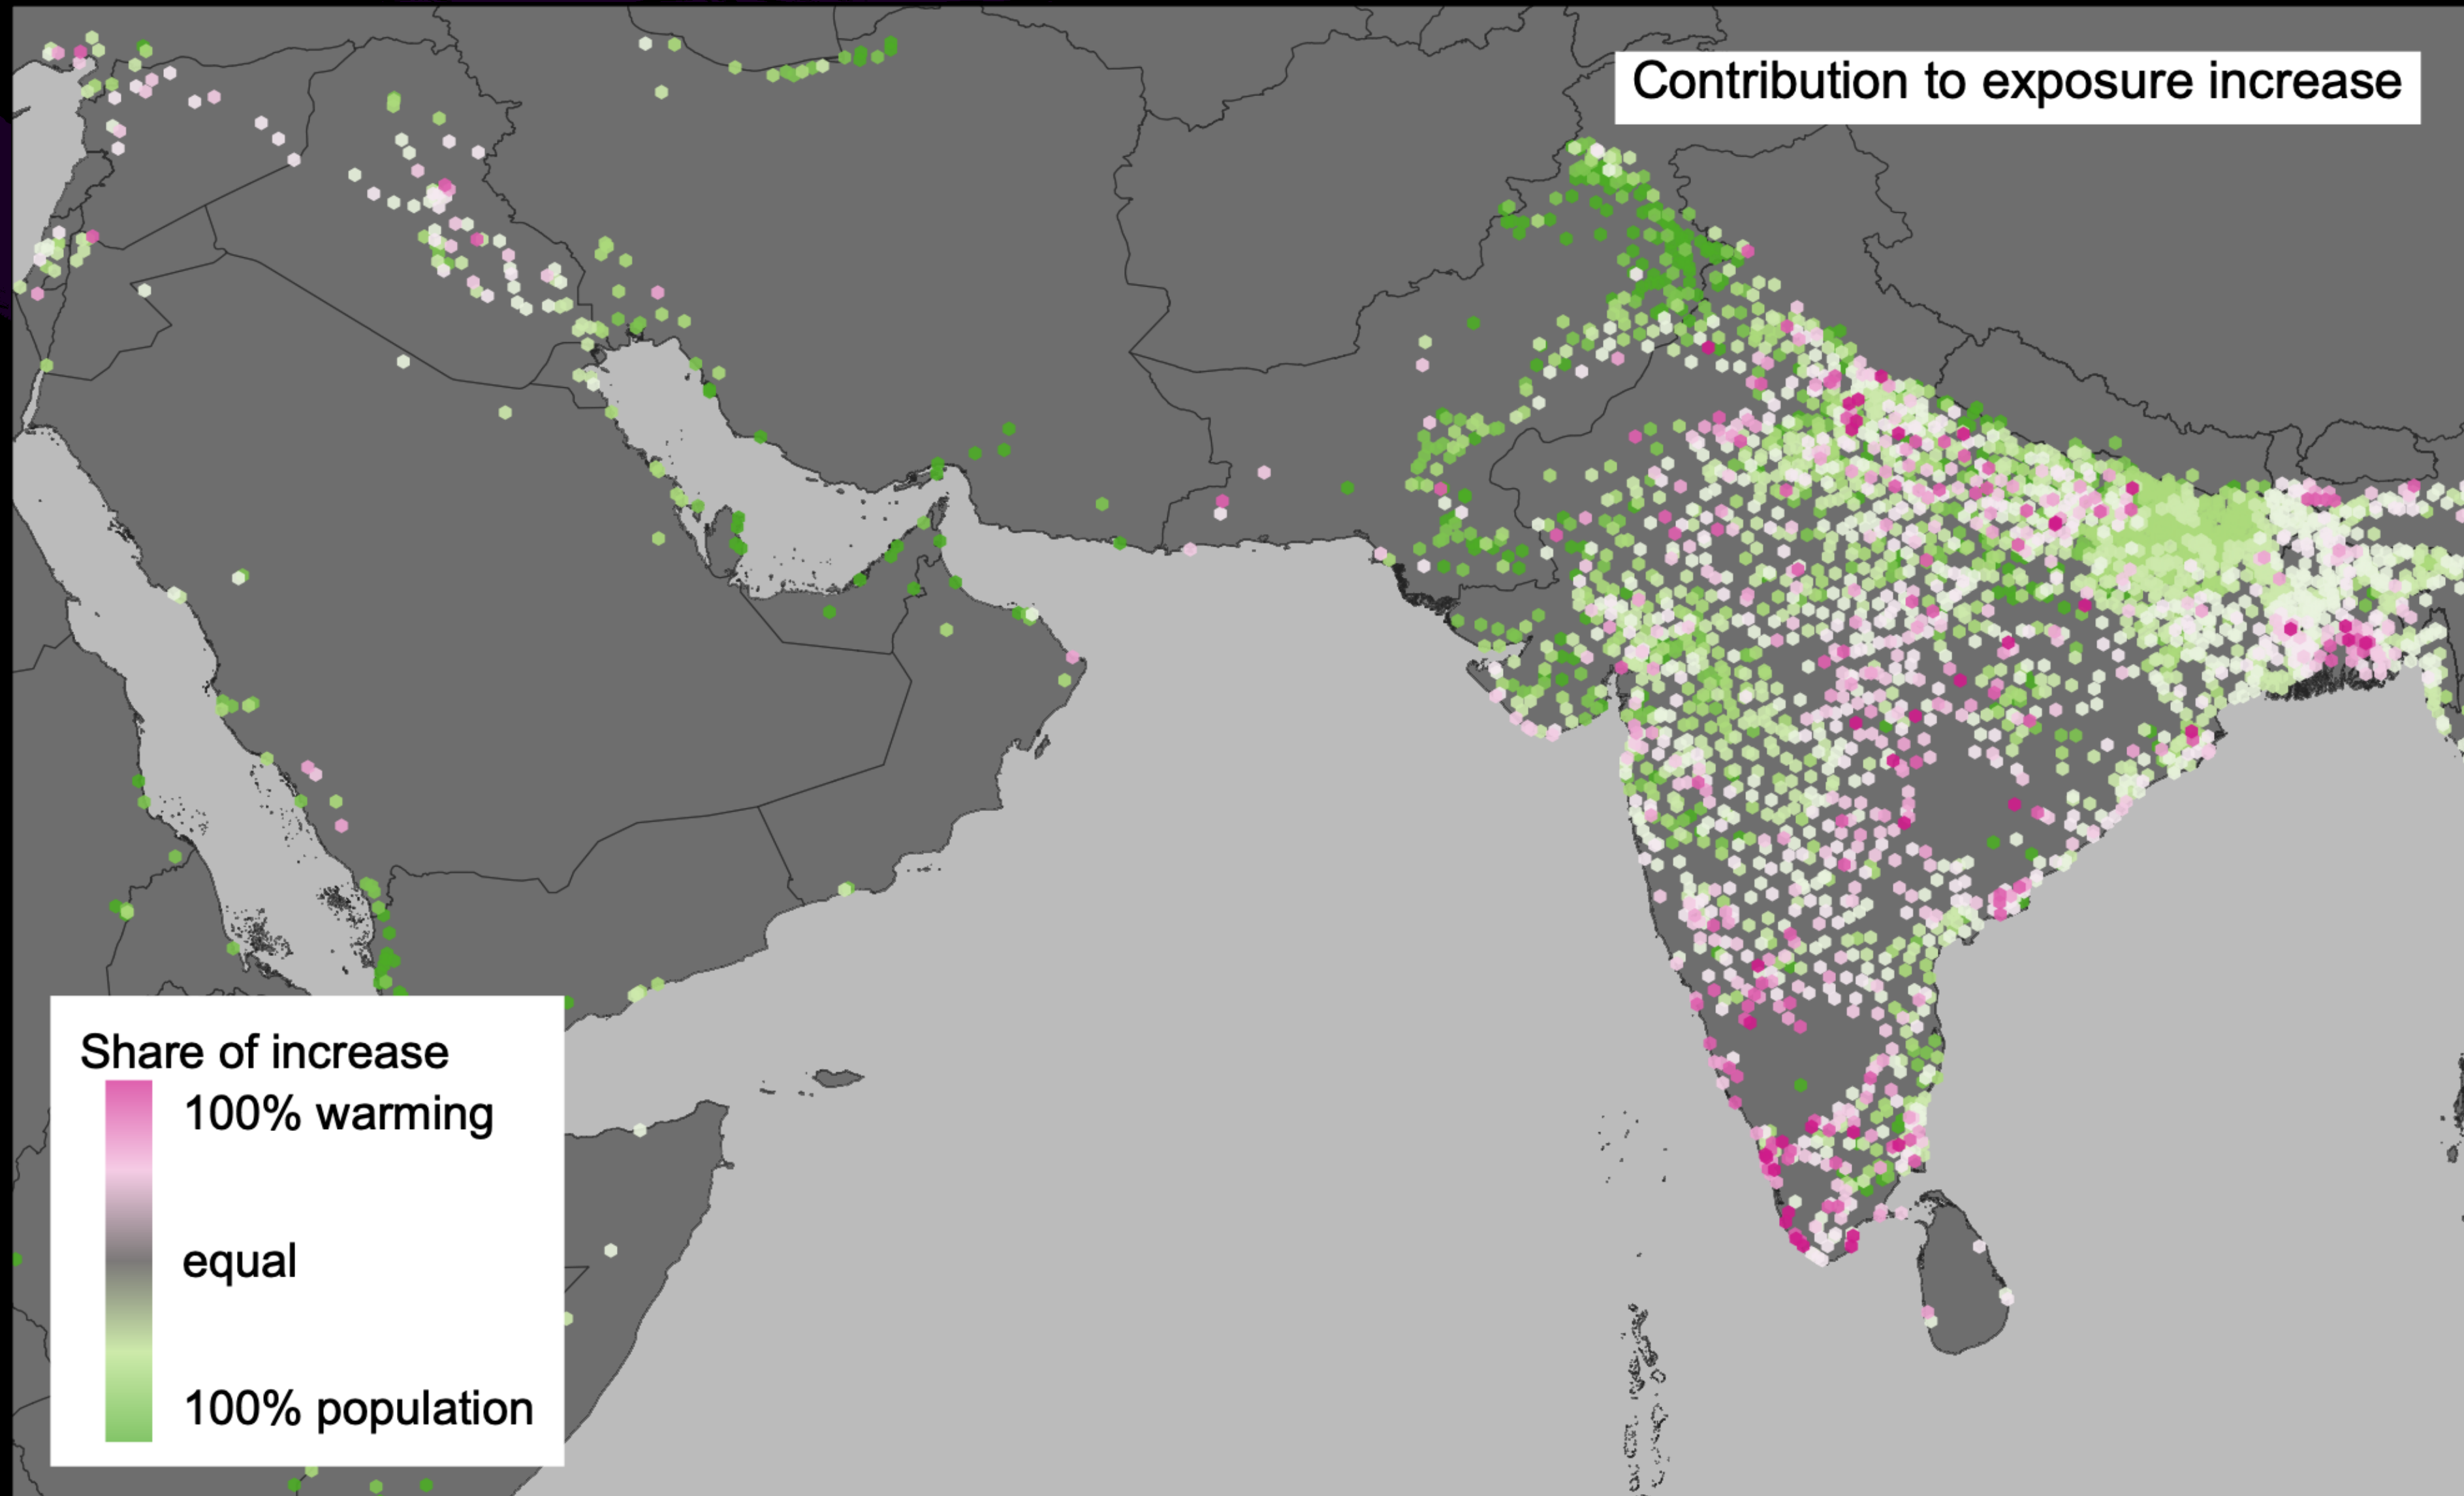 Contribution to exposure increase
Share of increase
100% warming
equal
100% population